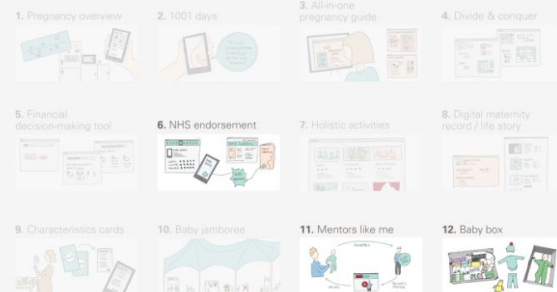 1. Pregnancy overview
2. 1001 days
3. All-in-one
pregnancy guide
4. Divide & conquer
5. Financial
decision-making tool
6. NHS endorsement
7. Holistic activities
8. Digital maternity
record / life story
9. Characteristics cards
10. Baby jamboree
11. Mentors like me
12. Baby box